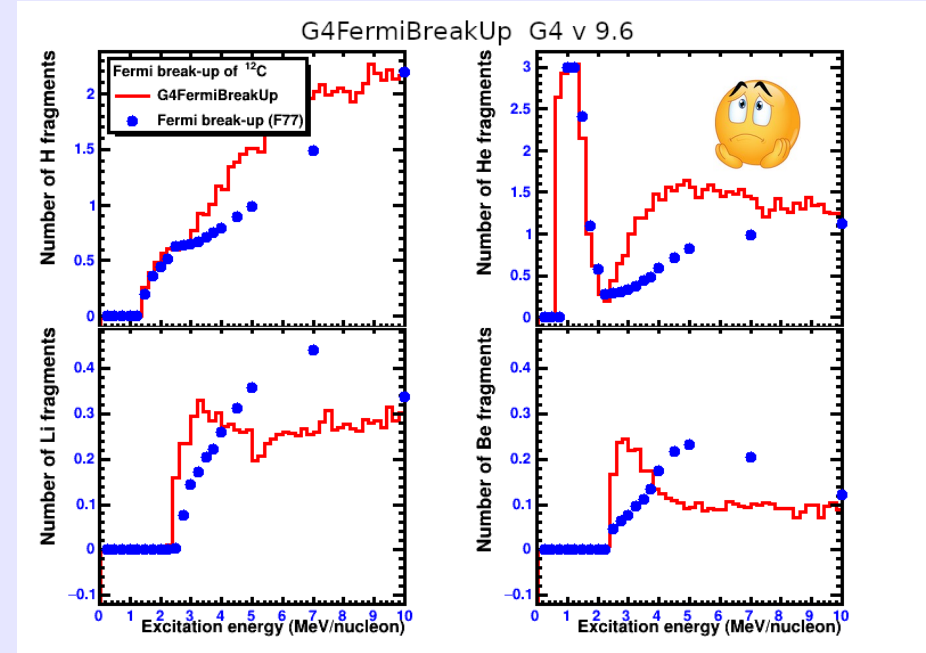 G4FermiBreakUp G4 v 9.6
Number of H fragments
2
1.5
1
0.5
0
Fermi break-up of ¹²C
G4FermiBreakUp
Fermi break-up (F77)
Number of He fragments
3
2.5
2
1.5
1
0.5
0
Number of Li fragments
0.4
0.3
0.2
0.1
0
−0.1
0 1 2 3 4 5 6 7 8 9 10
Excitation energy (MeV/nucleon)
Number of Be fragments
0.4
0.3
0.2
0.1
0
−0.1
0 1 2 3 4 5 6 7 8 9 10
Excitation energy (MeV/nucleon)